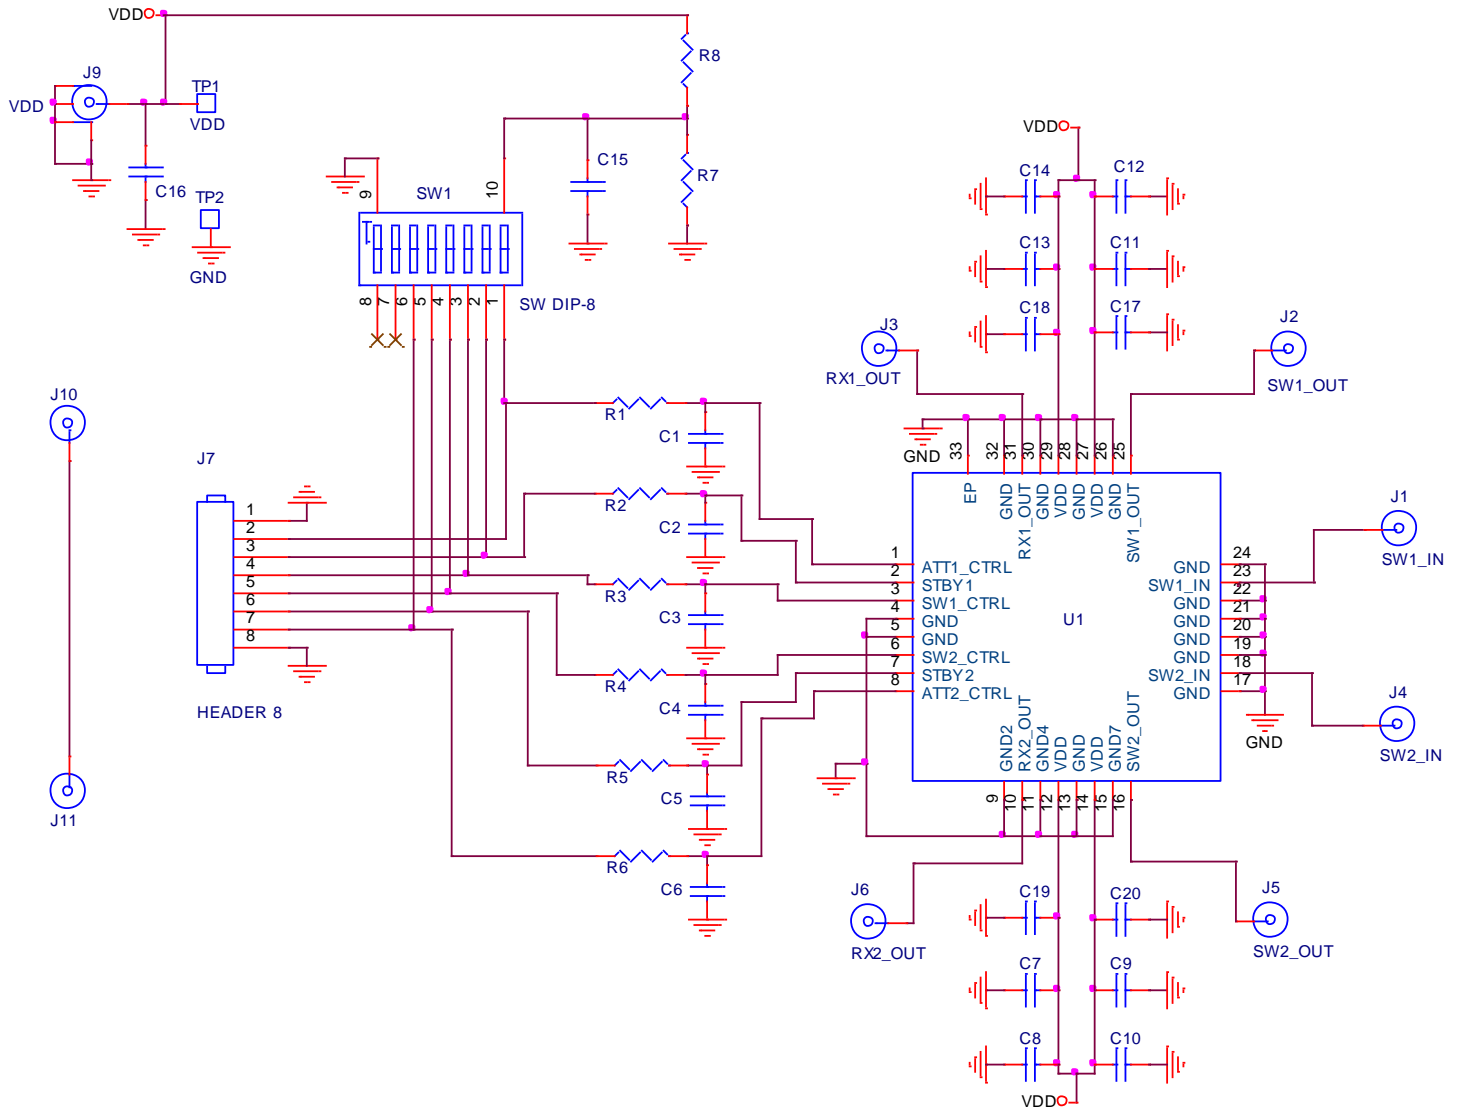 VDD
J9
VDD
TP1
VDD
C16
TP2
GND
R8
C15
R7
SW1
9
10
8
7
6
5
4
3
2
1
SW DIP-8
VDD
C14
C12
C13
C11
C18
C17
J3
RX1_OUT
J2
SW1_OUT
J10
J11
J7
1
2
3
4
5
6
7
8
HEADER 8
R1
C1
R2
C2
R3
C3
R4
C4
R5
C5
R6
C6
GND
33
32
31
30
29
28
27
26
25
EP
GND
RX1_OUT
GND
VDD
GND
VDD
GND
SW1_OUT
1
2
3
4
5
6
7
8
ATT1_CTRL
STBY1
SW1_CTRL
GND
GND
SW2_CTRL
STBY2
ATT2_CTRL
U1
24
23
22
21
20
19
18
17
GND
SW1_IN
GND
GND
GND
GND
SW2_IN
GND
J1
SW1_IN
J4
SW2_IN
GND
GND2
RX2_OUT
GND4
VDD
GND
VDD
GND7
SW2_OUT
9
10
11
12
13
14
15
16
J6
RX2_OUT
J5
SW2_OUT
C19
C20
C7
C9
C8
C10
VDD